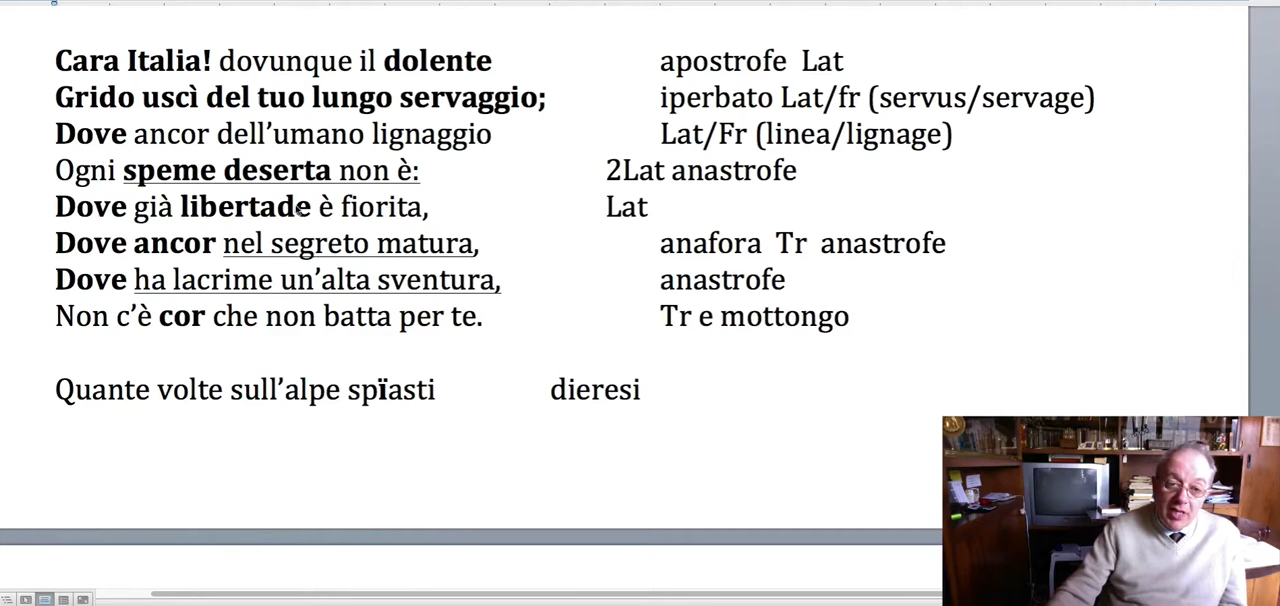 Cara Italia! dovunque il dolente apostrofe Lat
Grido uscì del tuo lungo servaggio; iperbato Lat/fr (servus/servage)
Dove ancor dell’umano lignaggio Lat/Fr (linea/lignage)
Ogni speme deserta non è: 2Lat anastrofe
Dove già libertade è fiorita, Lat
Dove ancor nel segreto matura, anafora Tr anastrofe
Dove ha lacrime un’alta sventura, anastrofe
Non c’è cor che non batta per te. Tr e mottongo
Quante volte sull’alpe spïasti dieresi